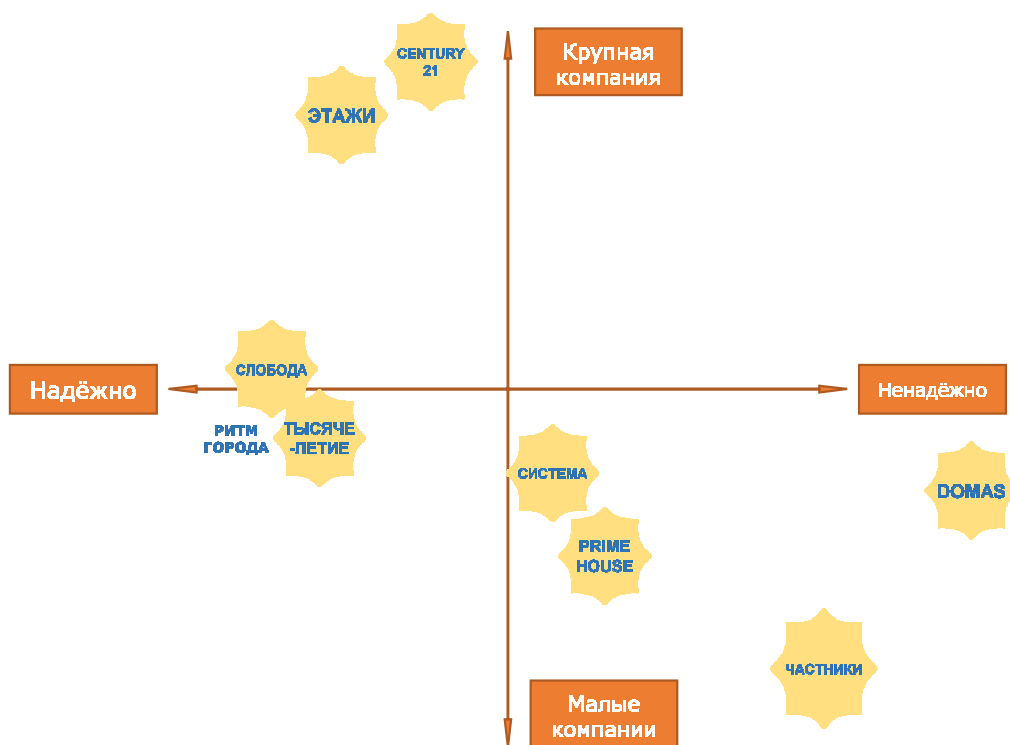 CENTURY
21
Крупная
компания
ЭТАЖИ
СЛОБОДА
Надёжно
Ненадёжно
РИТМ
ГОРОДА
ТЫСЯЧЕ
-ЛЕТИЕ
СИСТЕМА
DOMAS
PRIME
HOUSE
ЧАСТНИКИ
Малые
компании